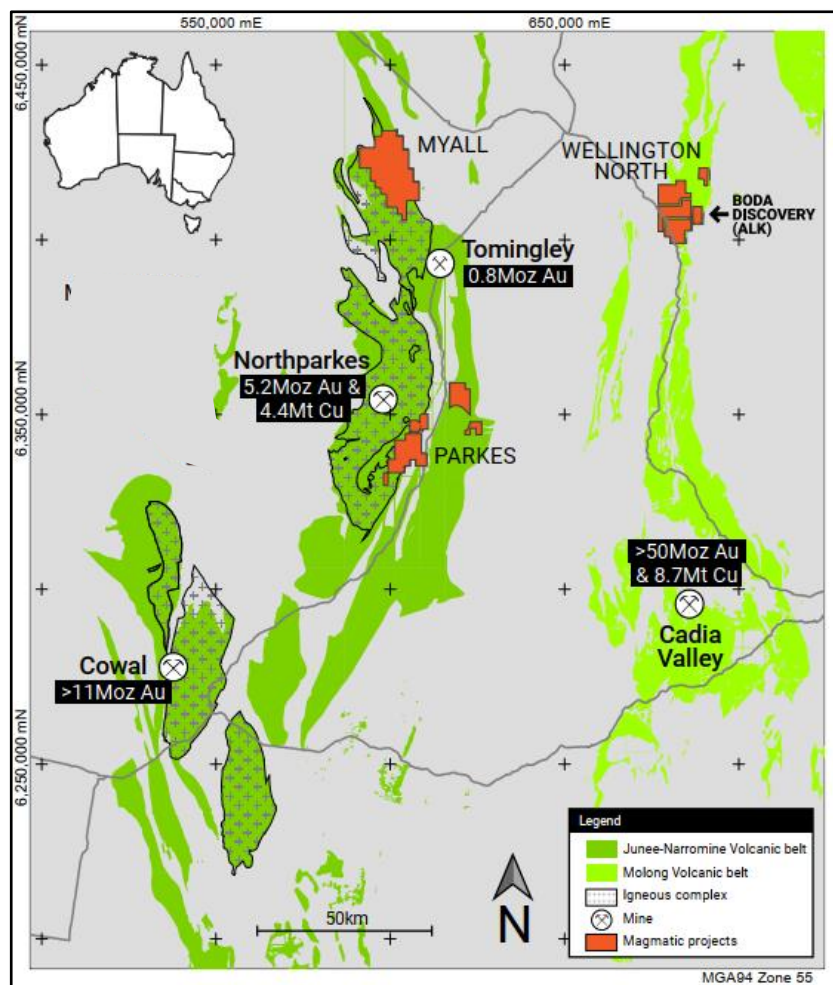 550,000 mE
650,000 mE
6,450,000 mN
MYALL
WELLINGTON
NORTH
BODA
DISCOVERY
(ALK)
Tomingley
0.8Moz Au
M
Northparkes
5.2Moz Au &
4.4Mt Cu
6,350,000 mN
PARKES
>50Moz Au
& 8.7Mt Cu
Cadia
Valley
Cowal
>11Moz Au
6,250,000 mN
Legend
Junee-Narromine Volcanic belt
Molong Volcanic belt
Igneous complex
Mine
Magmatic projects
50km
N
MGA94 Zone 55